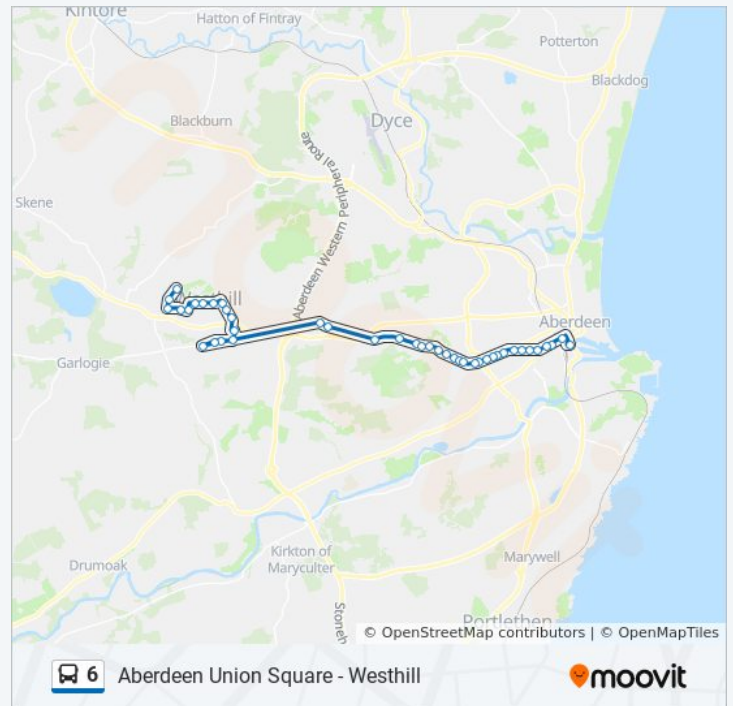 Kintore
Hatton of Fintray
Potterton
Blackdog
Blackburn
Dyce
Aberdeen Western Peripheral Route
Skene
Westhill
Aberdeen
Garlogie
Drumoak
Kirkton of
Maryculter
Marywell
Stoneh
Portlethen
© OpenStreetMap contributors | © OpenMapTiles
6 Aberdeen Union Square - Westhill
moovit